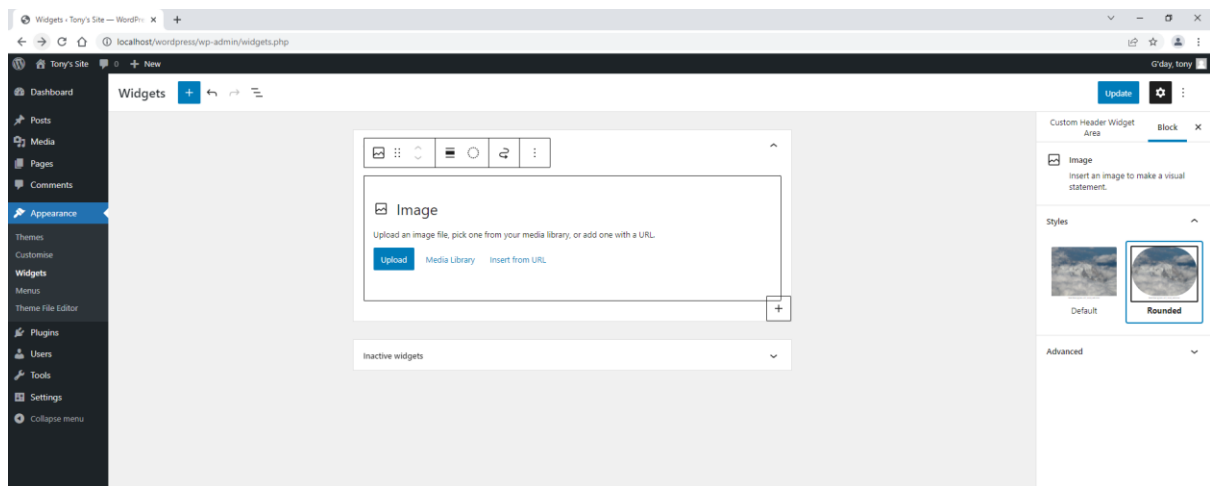 Widgets ‹ Tony's Site — WordPre
localhost/wordpress/wp-admin/widgets.php
Tony's Site 0 New G'day, tony
Dashboard
Posts
Media
Pages
Comments
Appearance
Themes
Customise
Widgets
Menus
Theme File Editor
Plugins
Users
Tools
Settings
Collapse menu
Widgets
Update
Image
Upload an image file, pick one from your media library, or add one with a URL.
Upload Media Library Insert from URL
Inactive widgets
Custom Header Widget
Area
Block
Image
Insert an image to make a visual
statement.
Styles
Default Rounded
Advanced